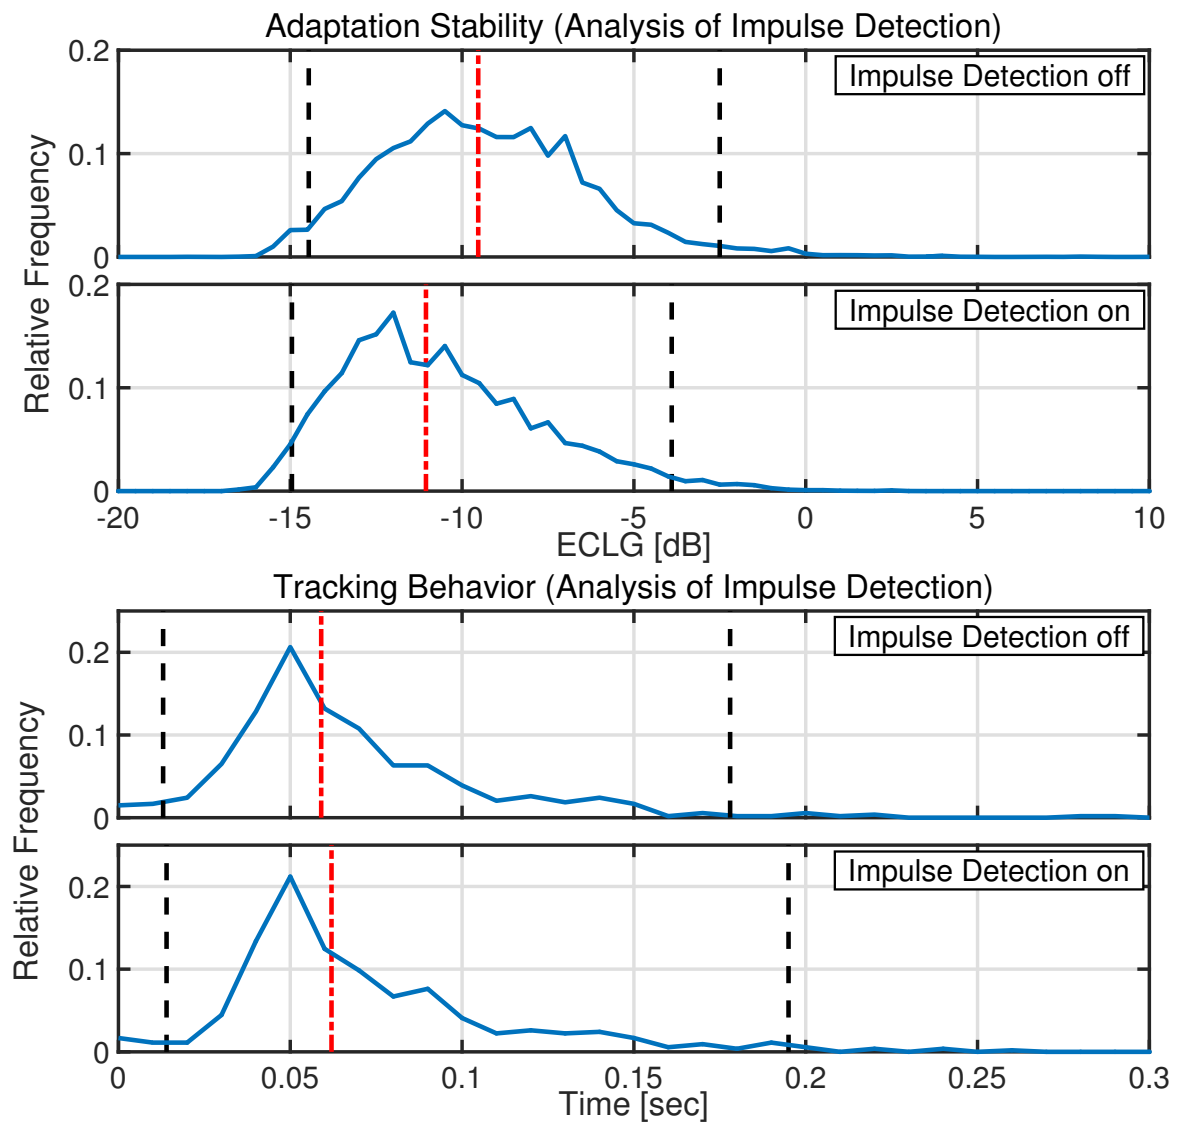 Adaptation Stability (Analysis of Impulse Detection)
0.2
Impulse Detection off
0.1
0
Relative Frequency
0.2
Impulse Detection on
0.1
0
-20 -15 -10 -5 0 5 10
ECLG [dB]
Tracking Behavior (Analysis of Impulse Detection)
Impulse Detection off
0.2
0.1
0
Relative Frequency
Impulse Detection on
0.2
0.1
0
0 0.05 0.1 0.15 0.2 0.25 0.3
Time [sec]